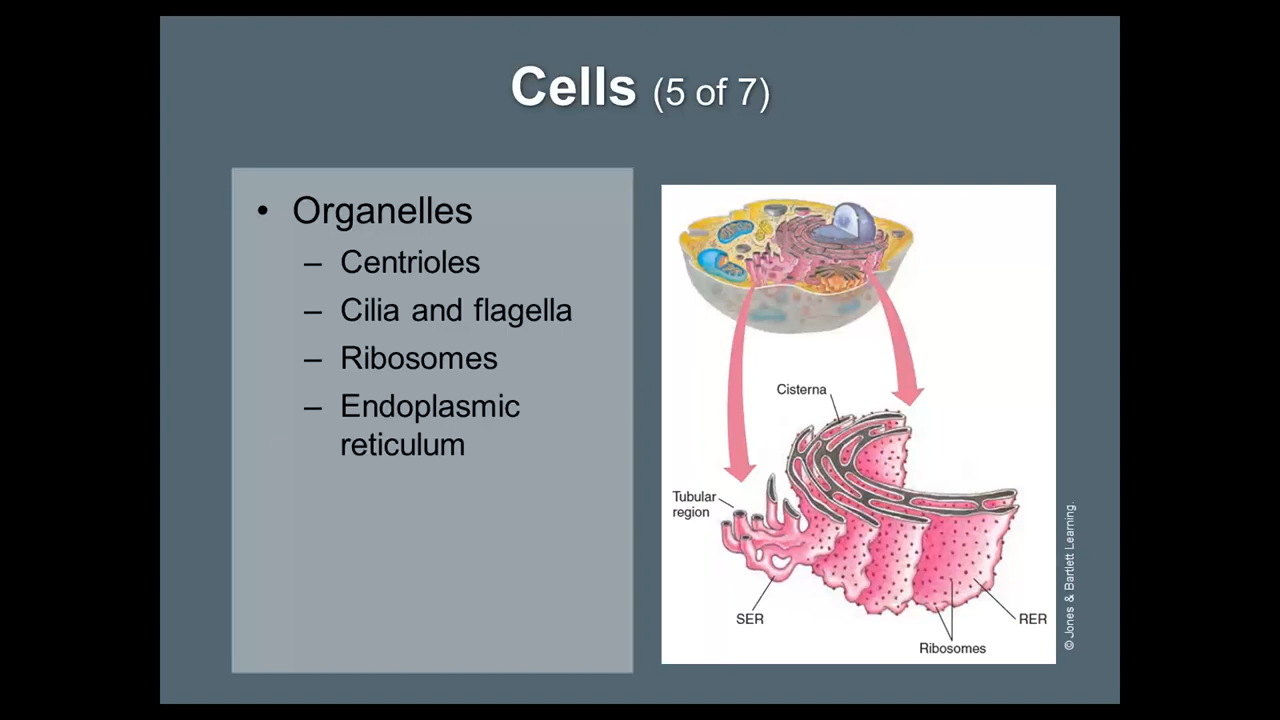 Cells (5 of 7)
• Organelles
– Centrioles
– Cilia and flagella
– Ribosomes
– Endoplasmic
reticulum
Cisterna
Tubular
region
SER
RER
Ribosomes
© Jones & Bartlett Learning.